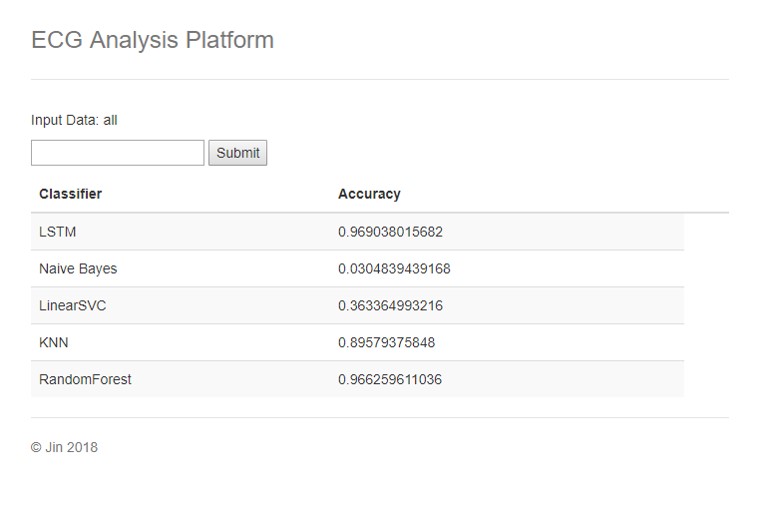 ECG Analysis Platform
Input Data: all
Submit
Classifier Accuracy
LSTM 0.969038015682
Naive Bayes 0.0304839439168
LinearSVC 0.363364993216
KNN 0.89579375848
RandomForest 0.966259611036
© Jin 2018